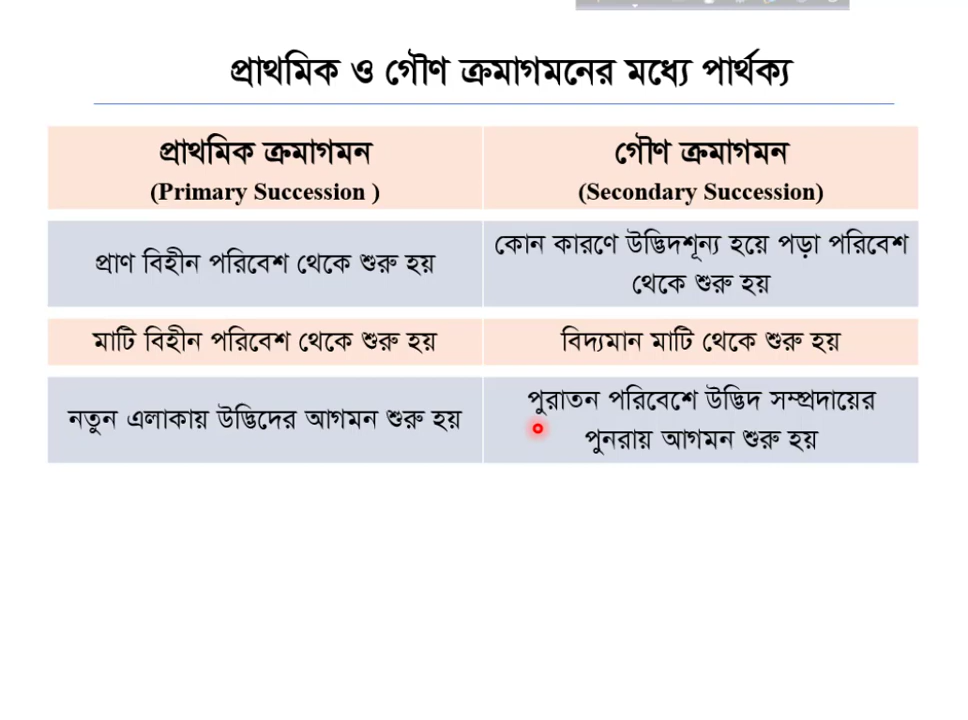 প্রাথমিক ও গৌণ ক্রমাগমনের মধ্যে পার্থক্য
প্রাথমিক ক্রমাগমন
(Primary Succession )
গৌণ ক্রমাগমন
(Secondary Succession)
প্রাণ বিহীন পরিবেশ থেকে শুরু হয়
কোন কারণে উদ্ভিদশূন্য হয়ে পড়া পরিবেশ
থেকে শুরু হয়
মাটি বিহীন পরিবেশ থেকে শুরু হয়
বিদ্যমান মাটি থেকে শুরু হয়
নতুন এলাকায় উদ্ভিদের আগমন শুরু হয়
পুরাতন পরিবেশে উদ্ভিদ সম্প্রদায়ের
পুনরায় আগমন শুরু হয়